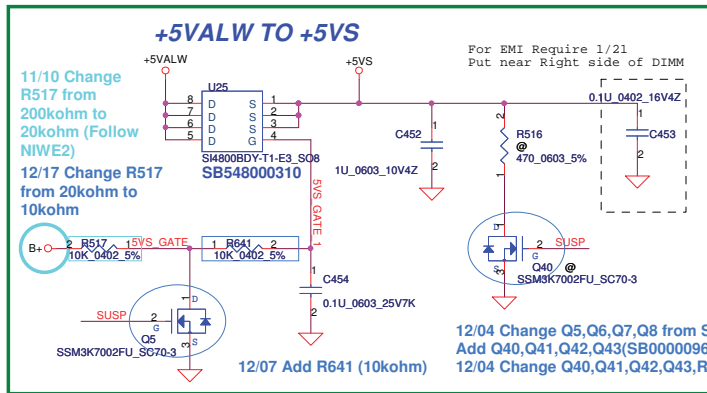 +5VALW TO +5VS
+5VALW
+5VS
For EMI Require 1/21
Put near Right side of DIMM
11/10 Change
R517 from
200kohm to
20kohm (Follow
NIWE2)
12/17 Change R517
from 20kohm to
10kohm
U25
8 D S 1
7 D S 2
6 D S 3
5 D G 4
SI4800BDY-T1-E3_SO8
SB548000310
1
C452
2
1U_0603_10V4Z
2
R516
@
470_0603_5%
1
0.1U_0402_16V4Z
1
C453
2
5VS_GATE_1
B+
2 R517 1
10K_0402_5%
5VS_GATE
1 R641 2
10K_0402_5%
1
C454
0.1U_0603_25V7K
2
SUSP
1 D
2 G
3 S
Q5
SSM3K7002FU_SC70-3
1 D
2 G
3 S
SUSP
Q40 @
SSM3K7002FU_SC70-3
12/07 Add R641 (10kohm)
12/04 Change Q5,Q6,Q7,Q8 from S
Add Q40,Q41,Q42,Q43(SB0000096
12/04 Change Q40,Q41,Q42,Q43,R